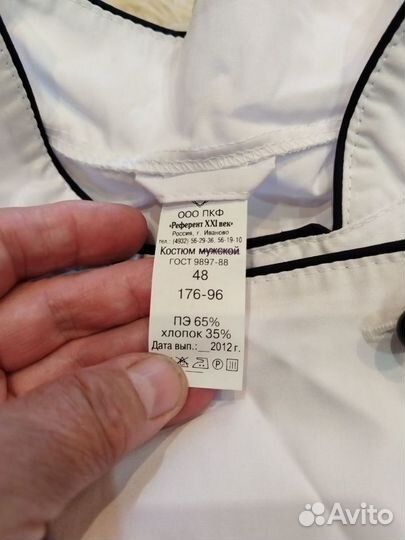 ООО ПКФ
"Референт XXI век"
Россия, г. Иваново
тел.: (4932) 56-29-36, 56-19-10
Костюм мужской
ГОСТ 9897-88
48
176-96
ПЭ 65%
хлопок 35%
Дата вып.:__2012 г.
Avito